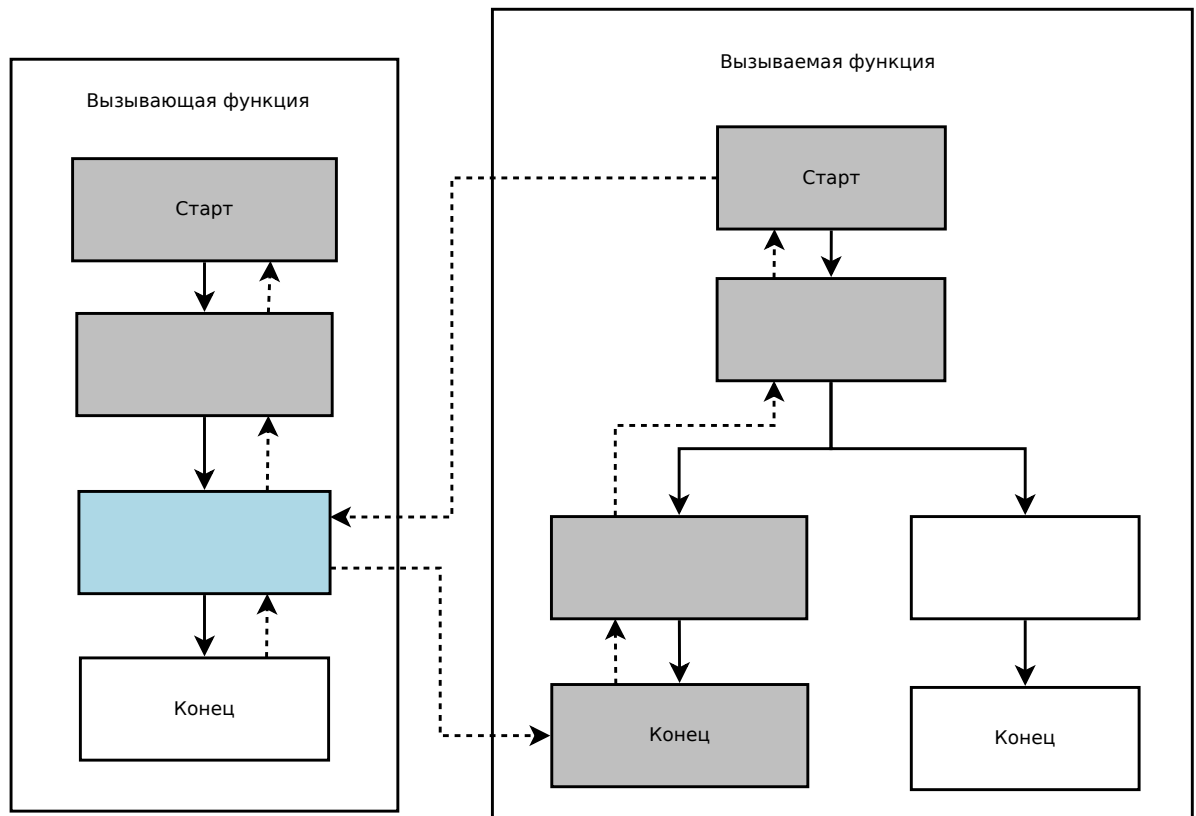 Вызывающая функция
Старт
Конец
Вызываемая функция
Старт
Конец
Конец